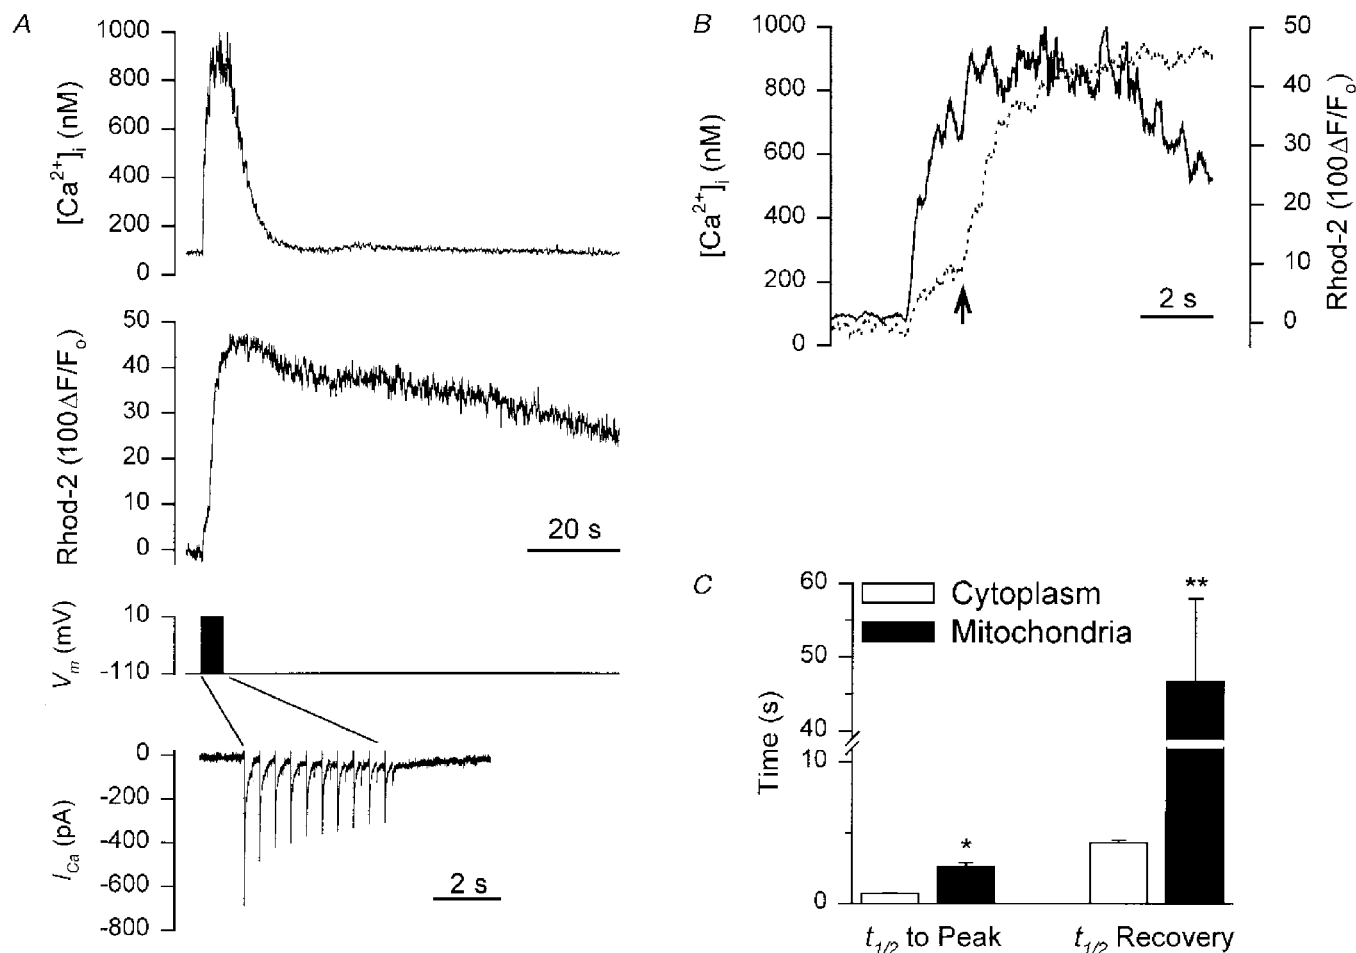 A
[Ca2+]i (nM)
1000
800
600
400
200
0
Rhod-2 (100ΔF/Fo)
50
40
30
20
10
0
20 s
Vm (mV)
10
-110
ICa (pA)
0
-200
-400
-600
-800
2 s
B
[Ca2+]i (nM)
1000
800
600
400
200
0
50
40
30
20
10
0
Rhod-2 (100ΔF/Fo)
2 s
C
Time (s)
60
50
40
10
0
Cytoplasm
Mitochondria
*
**
t1/2 to Peak
t1/2 Recovery